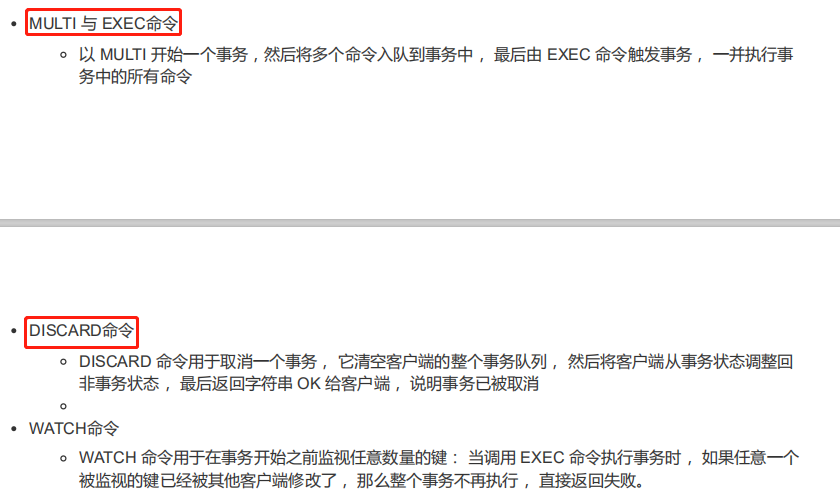 • MULTI 与 EXEC命令
◦ 以 MULTI 开始一个事务，然后将多个命令入队到事务中， 最后由 EXEC 命令触发事务， 一并执行事
务中的所有命令
• DISCARD命令
◦ DISCARD 命令用于取消一个事务， 它清空客户端的整个事务队列， 然后将客户端从事务状态调整回
非事务状态， 最后返回字符串 OK 给客户端， 说明事务已被取消
◦
• WATCH命令
◦ WATCH 命令用于在事务开始之前监视任意数量的键： 当调用 EXEC 命令执行事务时， 如果任意一个
被监视的键已经被其他客户端修改了， 那么整个事务不再执行， 直接返回失败。